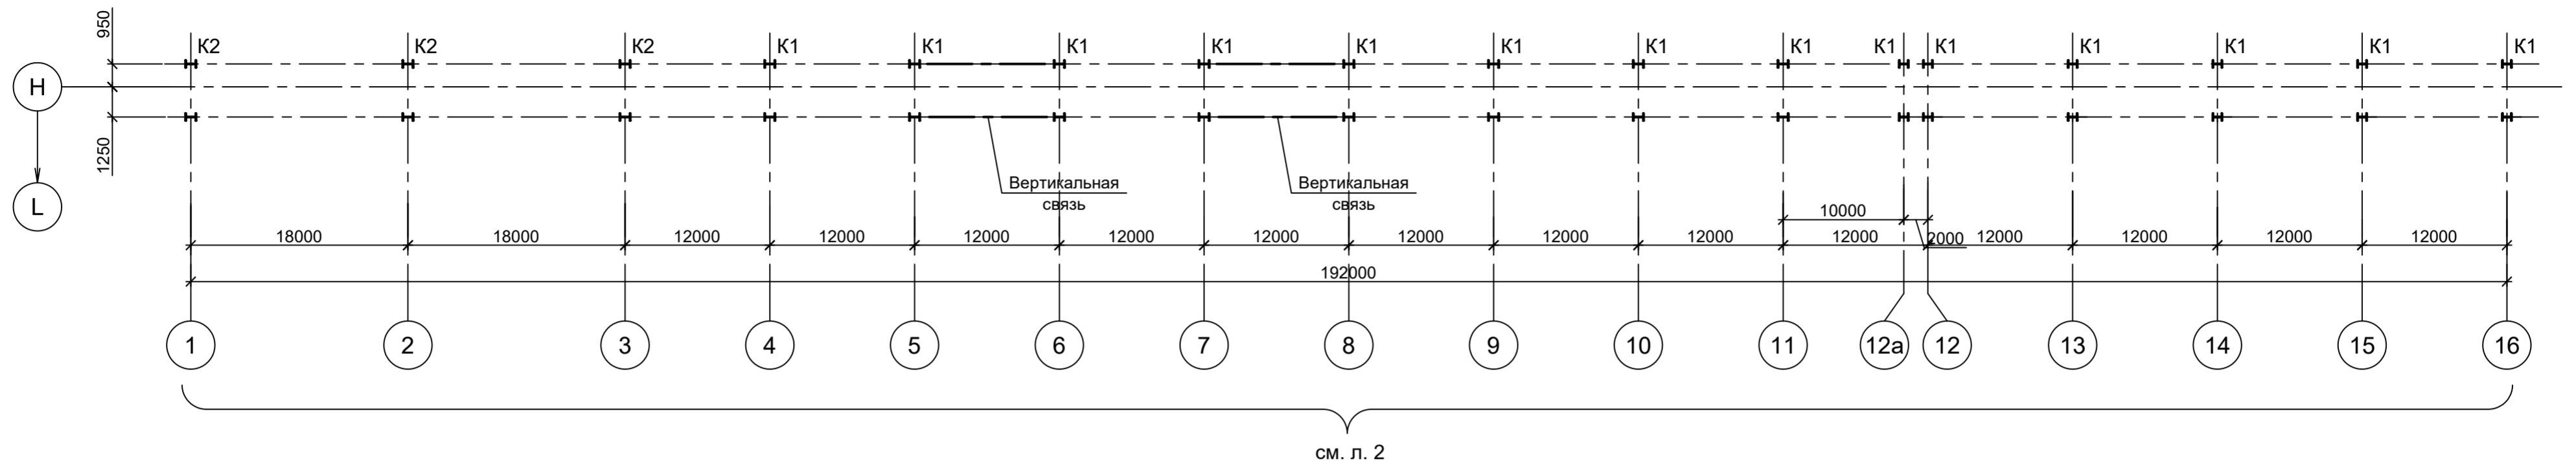 950
К2 К2 К2 К1 К1 К1 К1 К1 К1 К1 К1 К1 К1 К1 К1 К1 К1
Н
1250
L
Вертикальная
связь
Вертикальная
связь
10000
18000 18000 12000 12000 12000 12000 12000 12000 12000 12000 12000 2000 12000 12000 12000 12000
192000
1 2 3 4 5 6 7 8 9 10 11 12а 12 13 14 15 16
см. л. 2